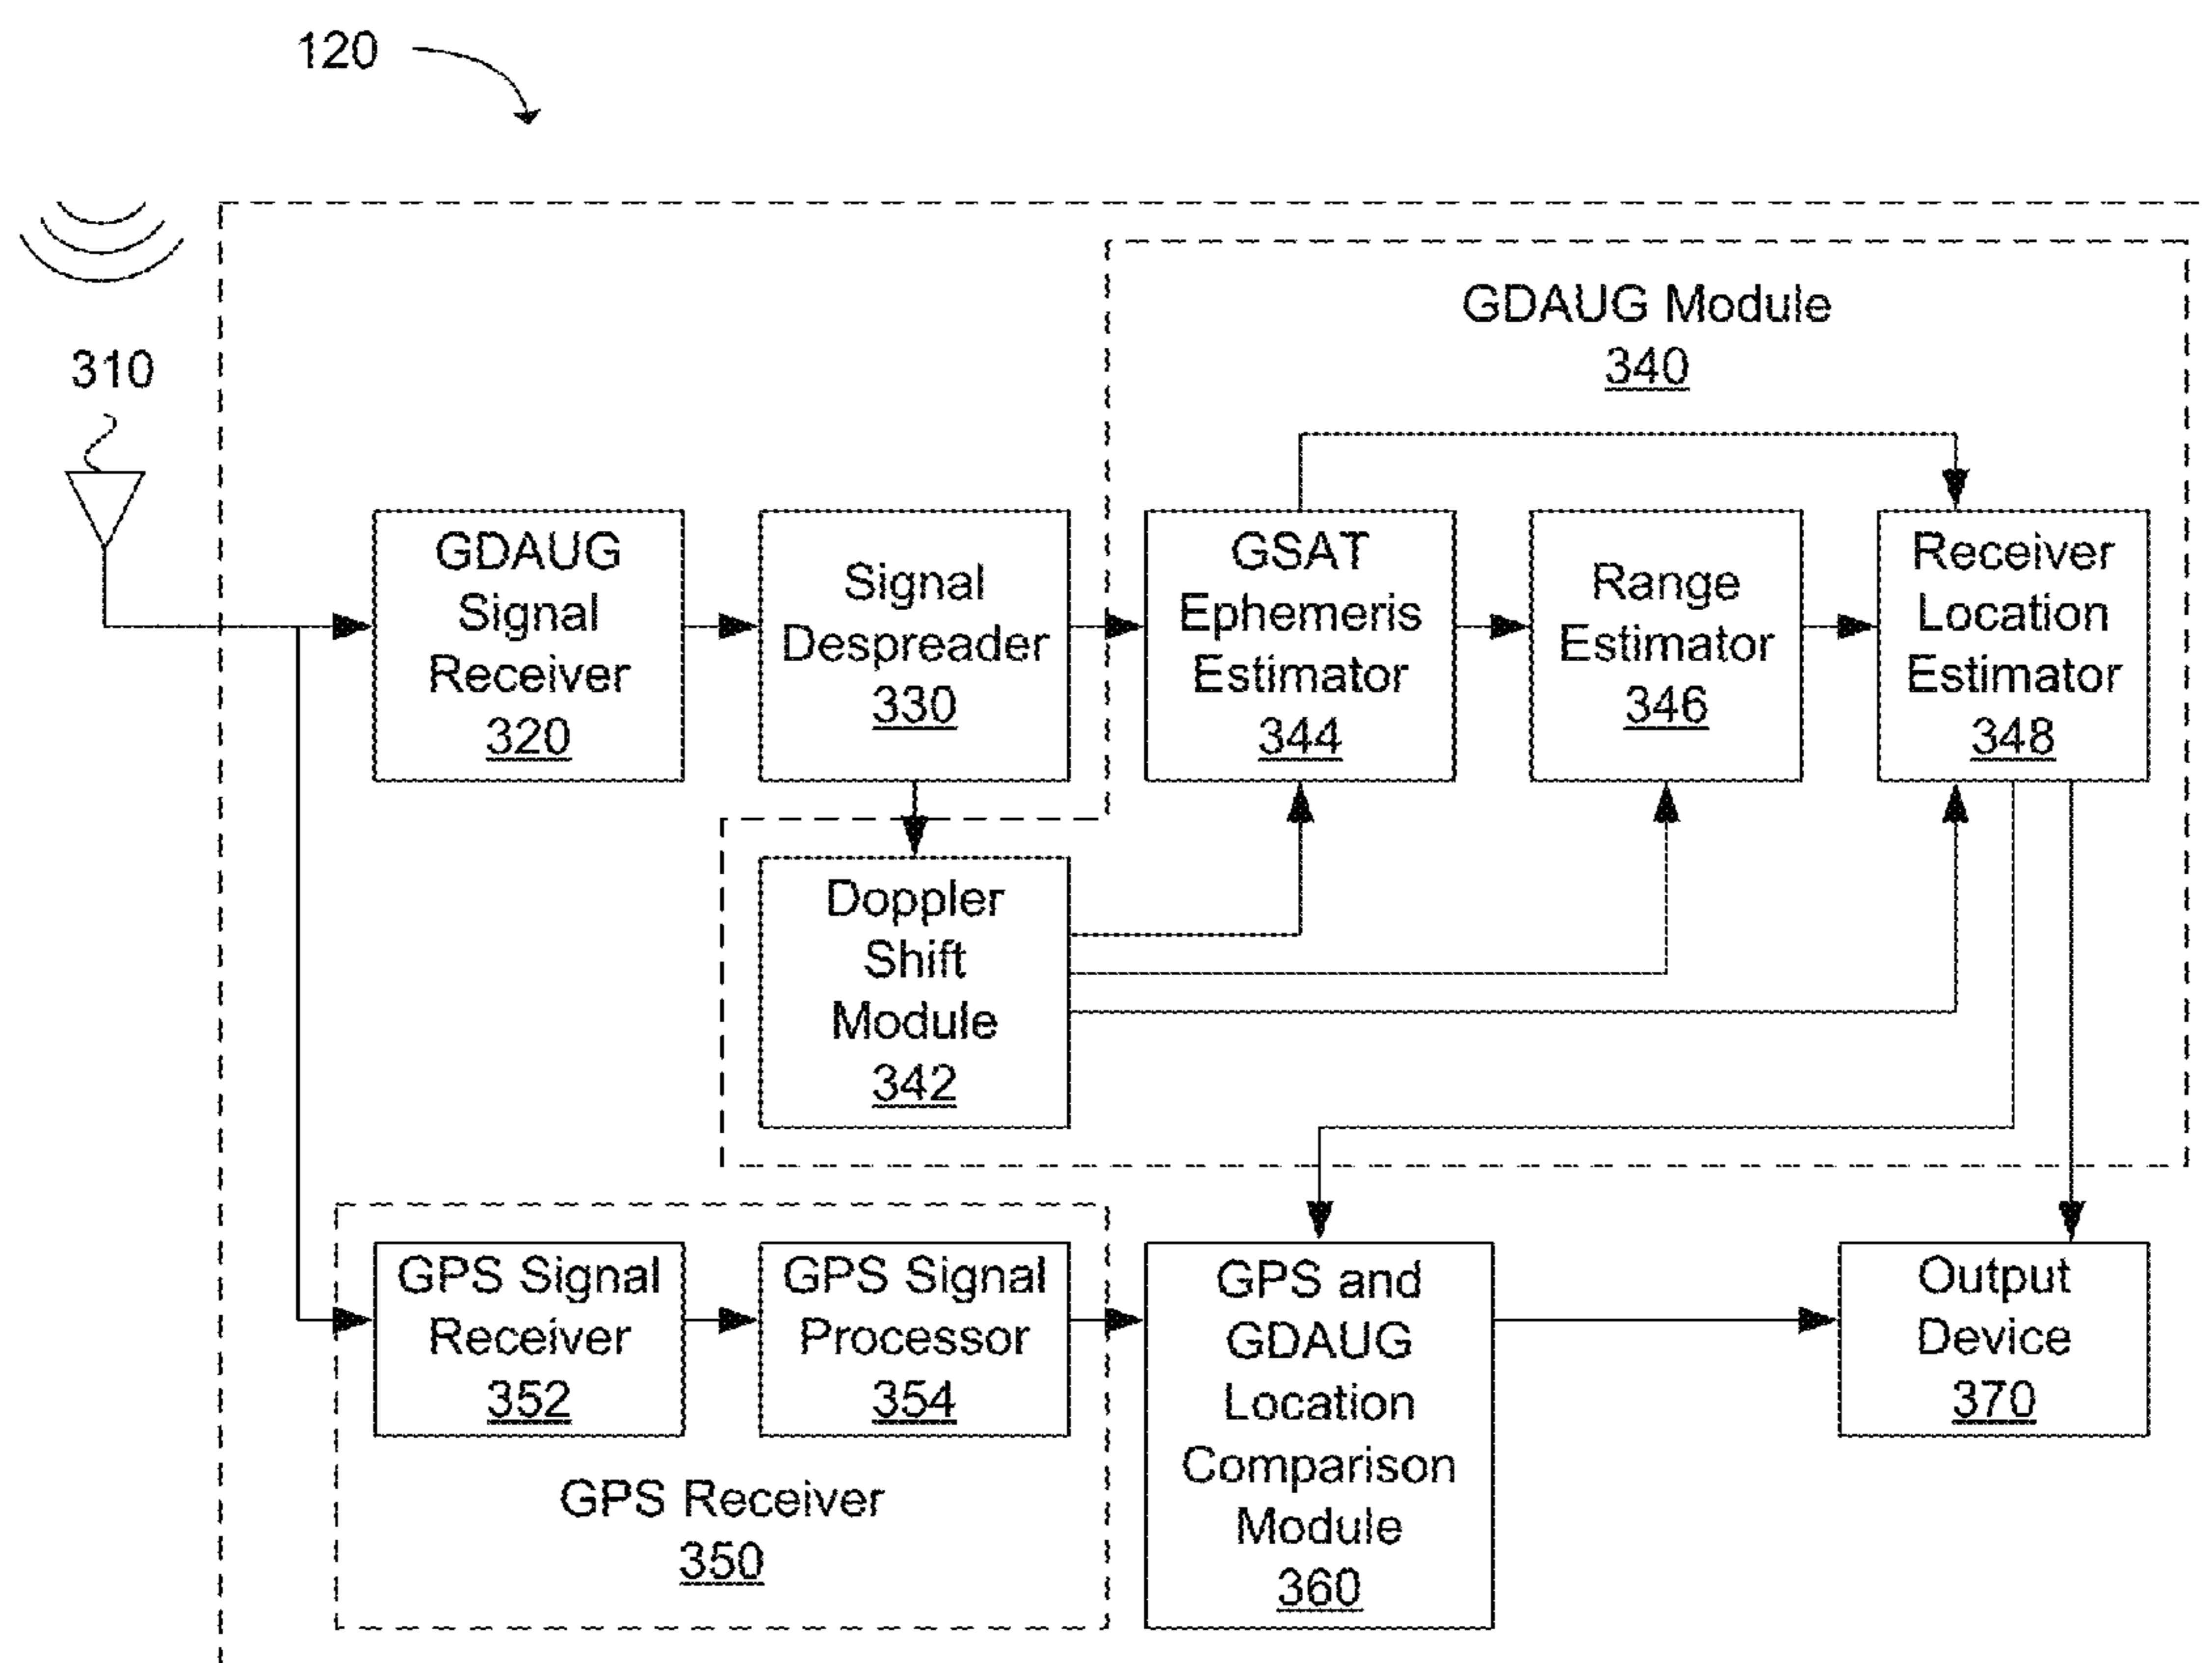 120
310
GDAUG Module
340
GDAUG
Signal
Receiver
320
Signal
Despreader
330
GSAT
Ephemeris
Estimator
344
Range
Estimator
346
Receiver
Location
Estimator
348
Doppler
Shift
Module
342
GPS Signal
Receiver
352
GPS Signal
Processor
354
GPS Receiver
350
GPS and
GDAUG
Location
Comparison
Module
360
Output
Device
370